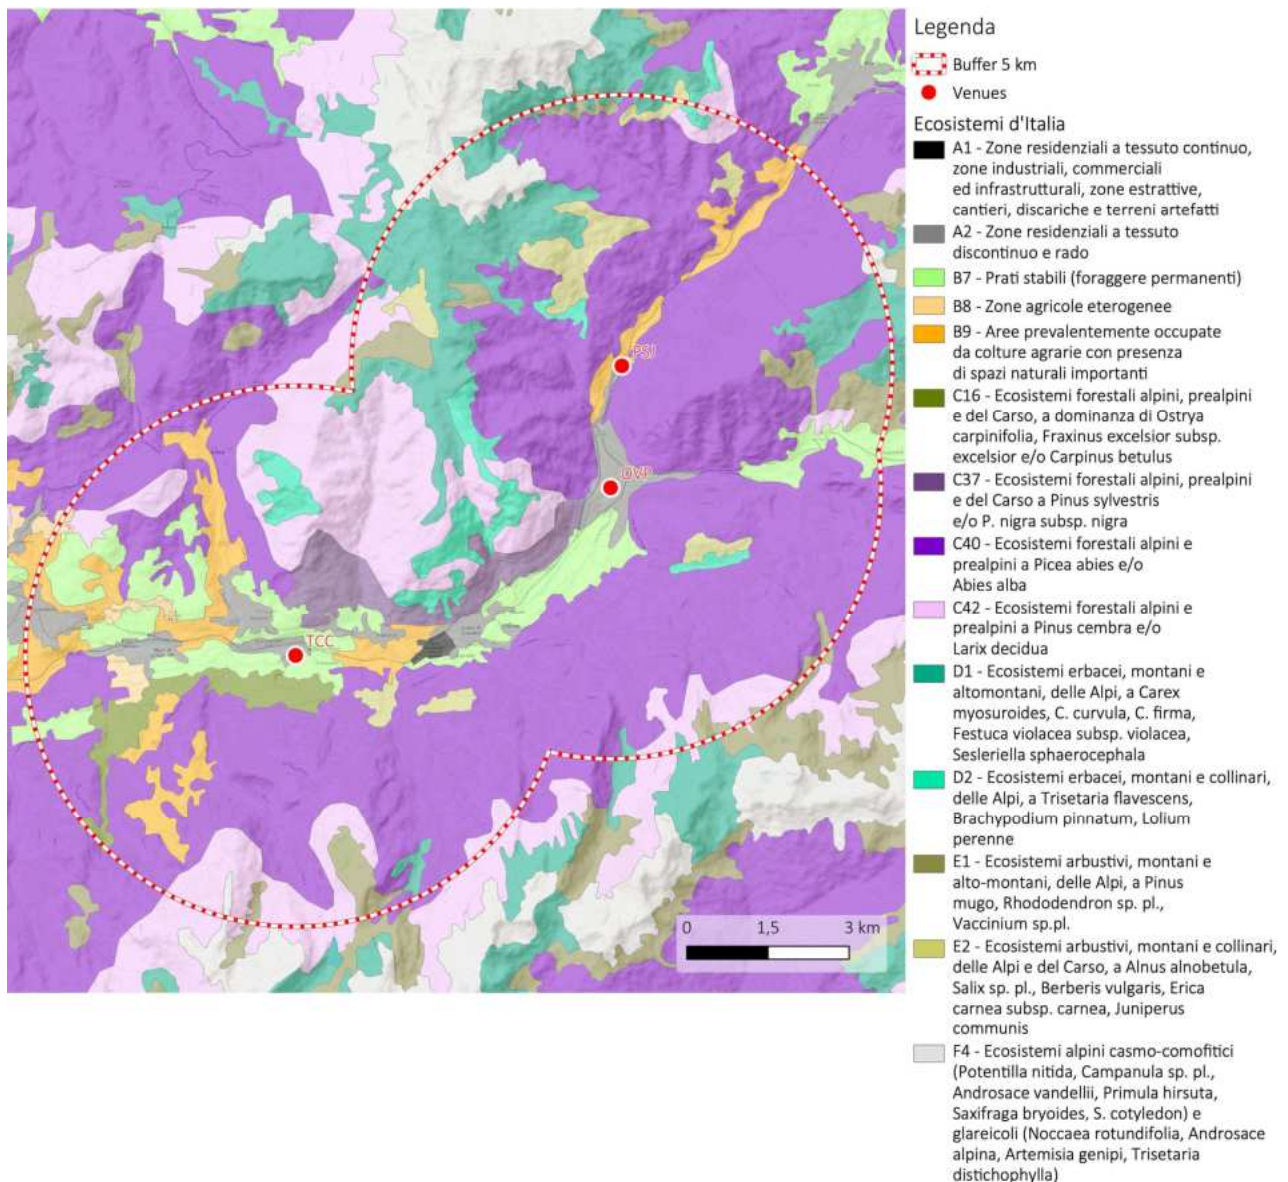 Legenda
Buffer 5 km
Venues
Ecosistemi d'Italia
A1 - Zone residenziali a tessuto continuo,
zone industriali, commerciali
ed infrastrutturali, zone estrattive,
cantieri, discariche e terreni artefatti
A2 - Zone residenziali a tessuto
discontinuo e rado
B7 - Prati stabili (foraggere permanenti)
B8 - Zone agricole eterogenee
B9 - Aree prevalentemente occupate
da colture agrarie con presenza
di spazi naturali importanti
C16 - Ecosistemi forestali alpini, prealpini
e del Carso, a dominanza di Ostrya
carpinifolia, Fraxinus excelsior subsp.
excelsior e/o Carpinus betulus
C37 - Ecosistemi forestali alpini, prealpini
e del Carso a Pinus sylvestris
e/o P. nigra subsp. nigra
C40 - Ecosistemi forestali alpini e
prealpini a Picea abies e/o
Abies alba
C42 - Ecosistemi forestali alpini e
prealpini a Pinus cembra e/o
Larix decidua
D1 - Ecosistemi erbacei, montani e
altomontani, delle Alpi, a Carex
myosuroides, C. curvula, C. firma,
Festuca violacea subsp. violacea,
Sesleriella sphaerocephala
D2 - Ecosistemi erbacei, montani e collinari,
delle Alpi, a Trisetaria flavescens,
Brachypodium pinnatum, Lolium
perenne
E1 - Ecosistemi arbustivi, montani e
alto-montani, delle Alpi, a Pinus
mugo, Rhododendron sp. pl.,
Vaccinium sp.pl.
E2 - Ecosistemi arbustivi, montani e collinari,
delle Alpi e del Carso, a Alnus alnobetula,
Salix sp. pl., Berberis vulgaris, Erica
carnea subsp. carnea, Juniperus
communis
F4 - Ecosistemi alpini casmo-comofitici
(Potentilla nitida, Campanula sp. pl.,
Androsace vandellii, Primula hirsuta,
Saxifraga bryoides, S. cotyledon) e
glareicoli (Noccaea rotundifolia, Androsace
alpina, Artemisia genipi, Trisetaria
distichophylla)
PSJ
OVP
TCC
0 1,5 3 km